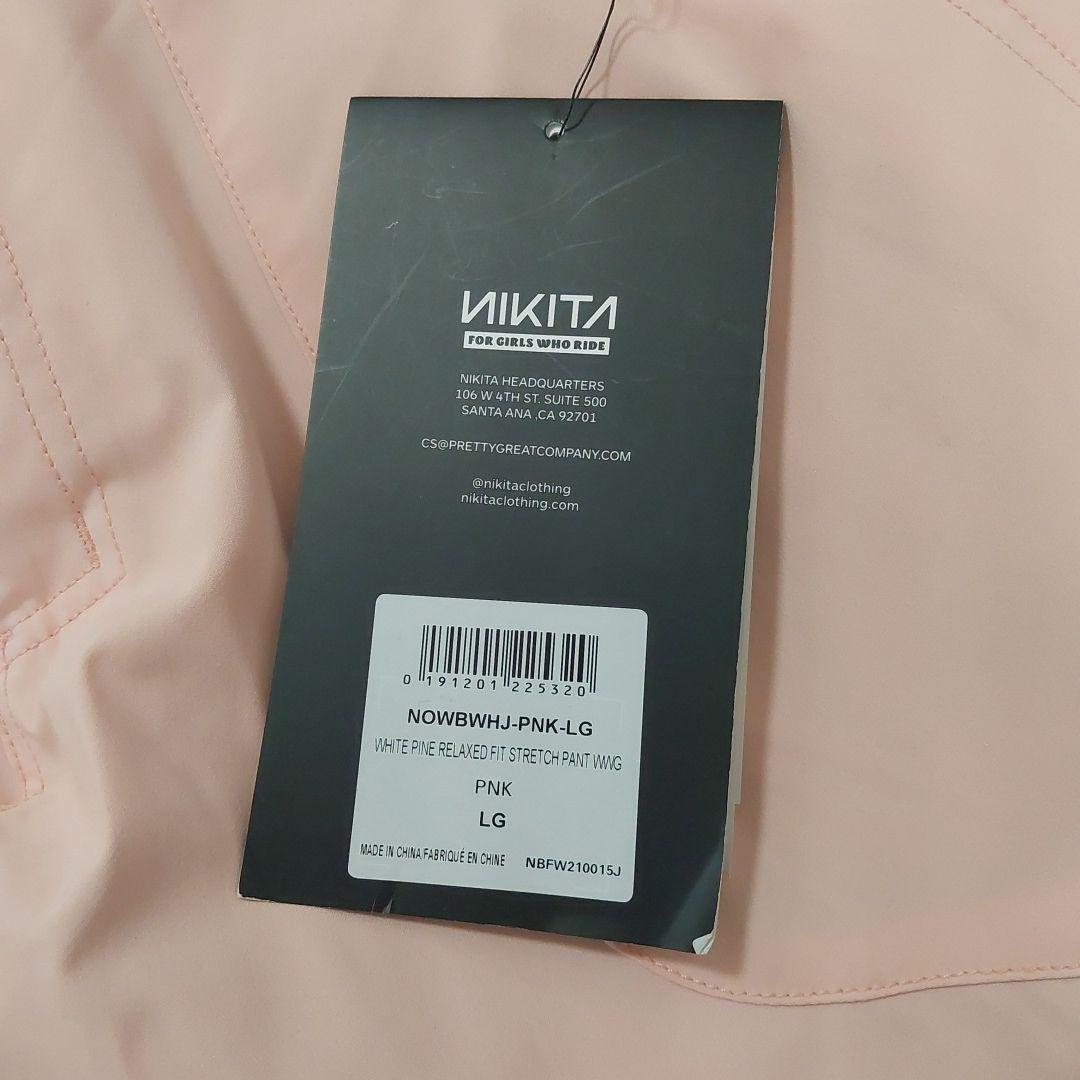 NIKITA
FOR GIRLS WHO RIDE
NIKITA HEADQUARTERS
106 W 4TH ST. SUITE 500
SANTA ANA ,CA 92701
CS@PRETTYGREATCOMPANY.COM
@nikitaclothing
nikitaclothing.com
0 191201 225320
NOWBWHJ-PNK-LG
WHITE PINE RELAXED FIT STRETCH PANT WWG
PNK
LG
MADE IN CHINA/FABRIQUÉ EN CHINE NBFW210015J